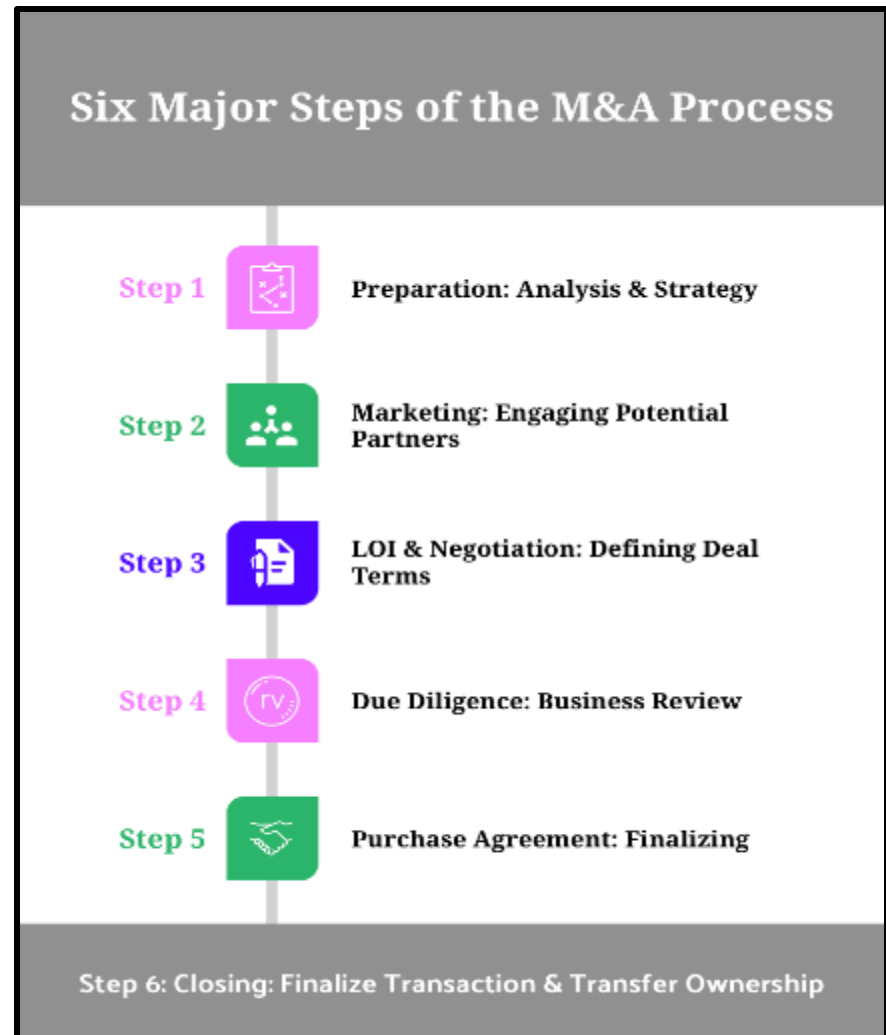 Six Major Steps of the M&A Process
Step 1
Preparation: Analysis & Strategy
Step 2
Marketing: Engaging Potential
Partners
Step 3
LOI & Negotiation: Defining Deal
Terms
Step 4
rv
Due Diligence: Business Review
Step 5
Purchase Agreement: Finalizing
Step 6: Closing: Finalize Transaction & Transfer Ownership